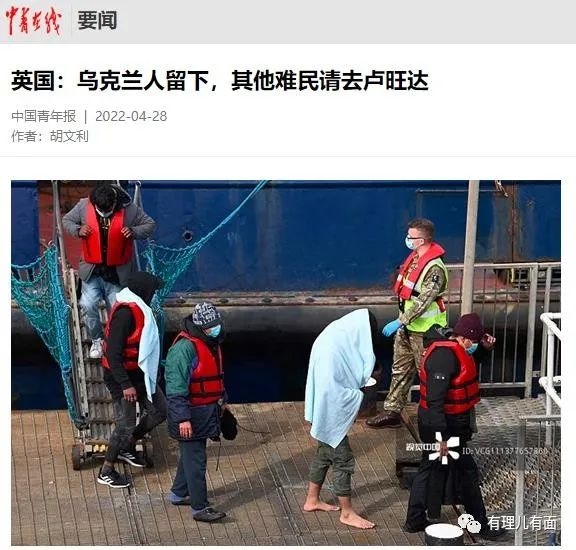 中青在线 要闻
英国：乌克兰人留下，其他难民请去卢旺达
中国青年报 | 2022-04-28
作者：胡文利
视觉中国
ID: VCG111377657366
有理儿有面